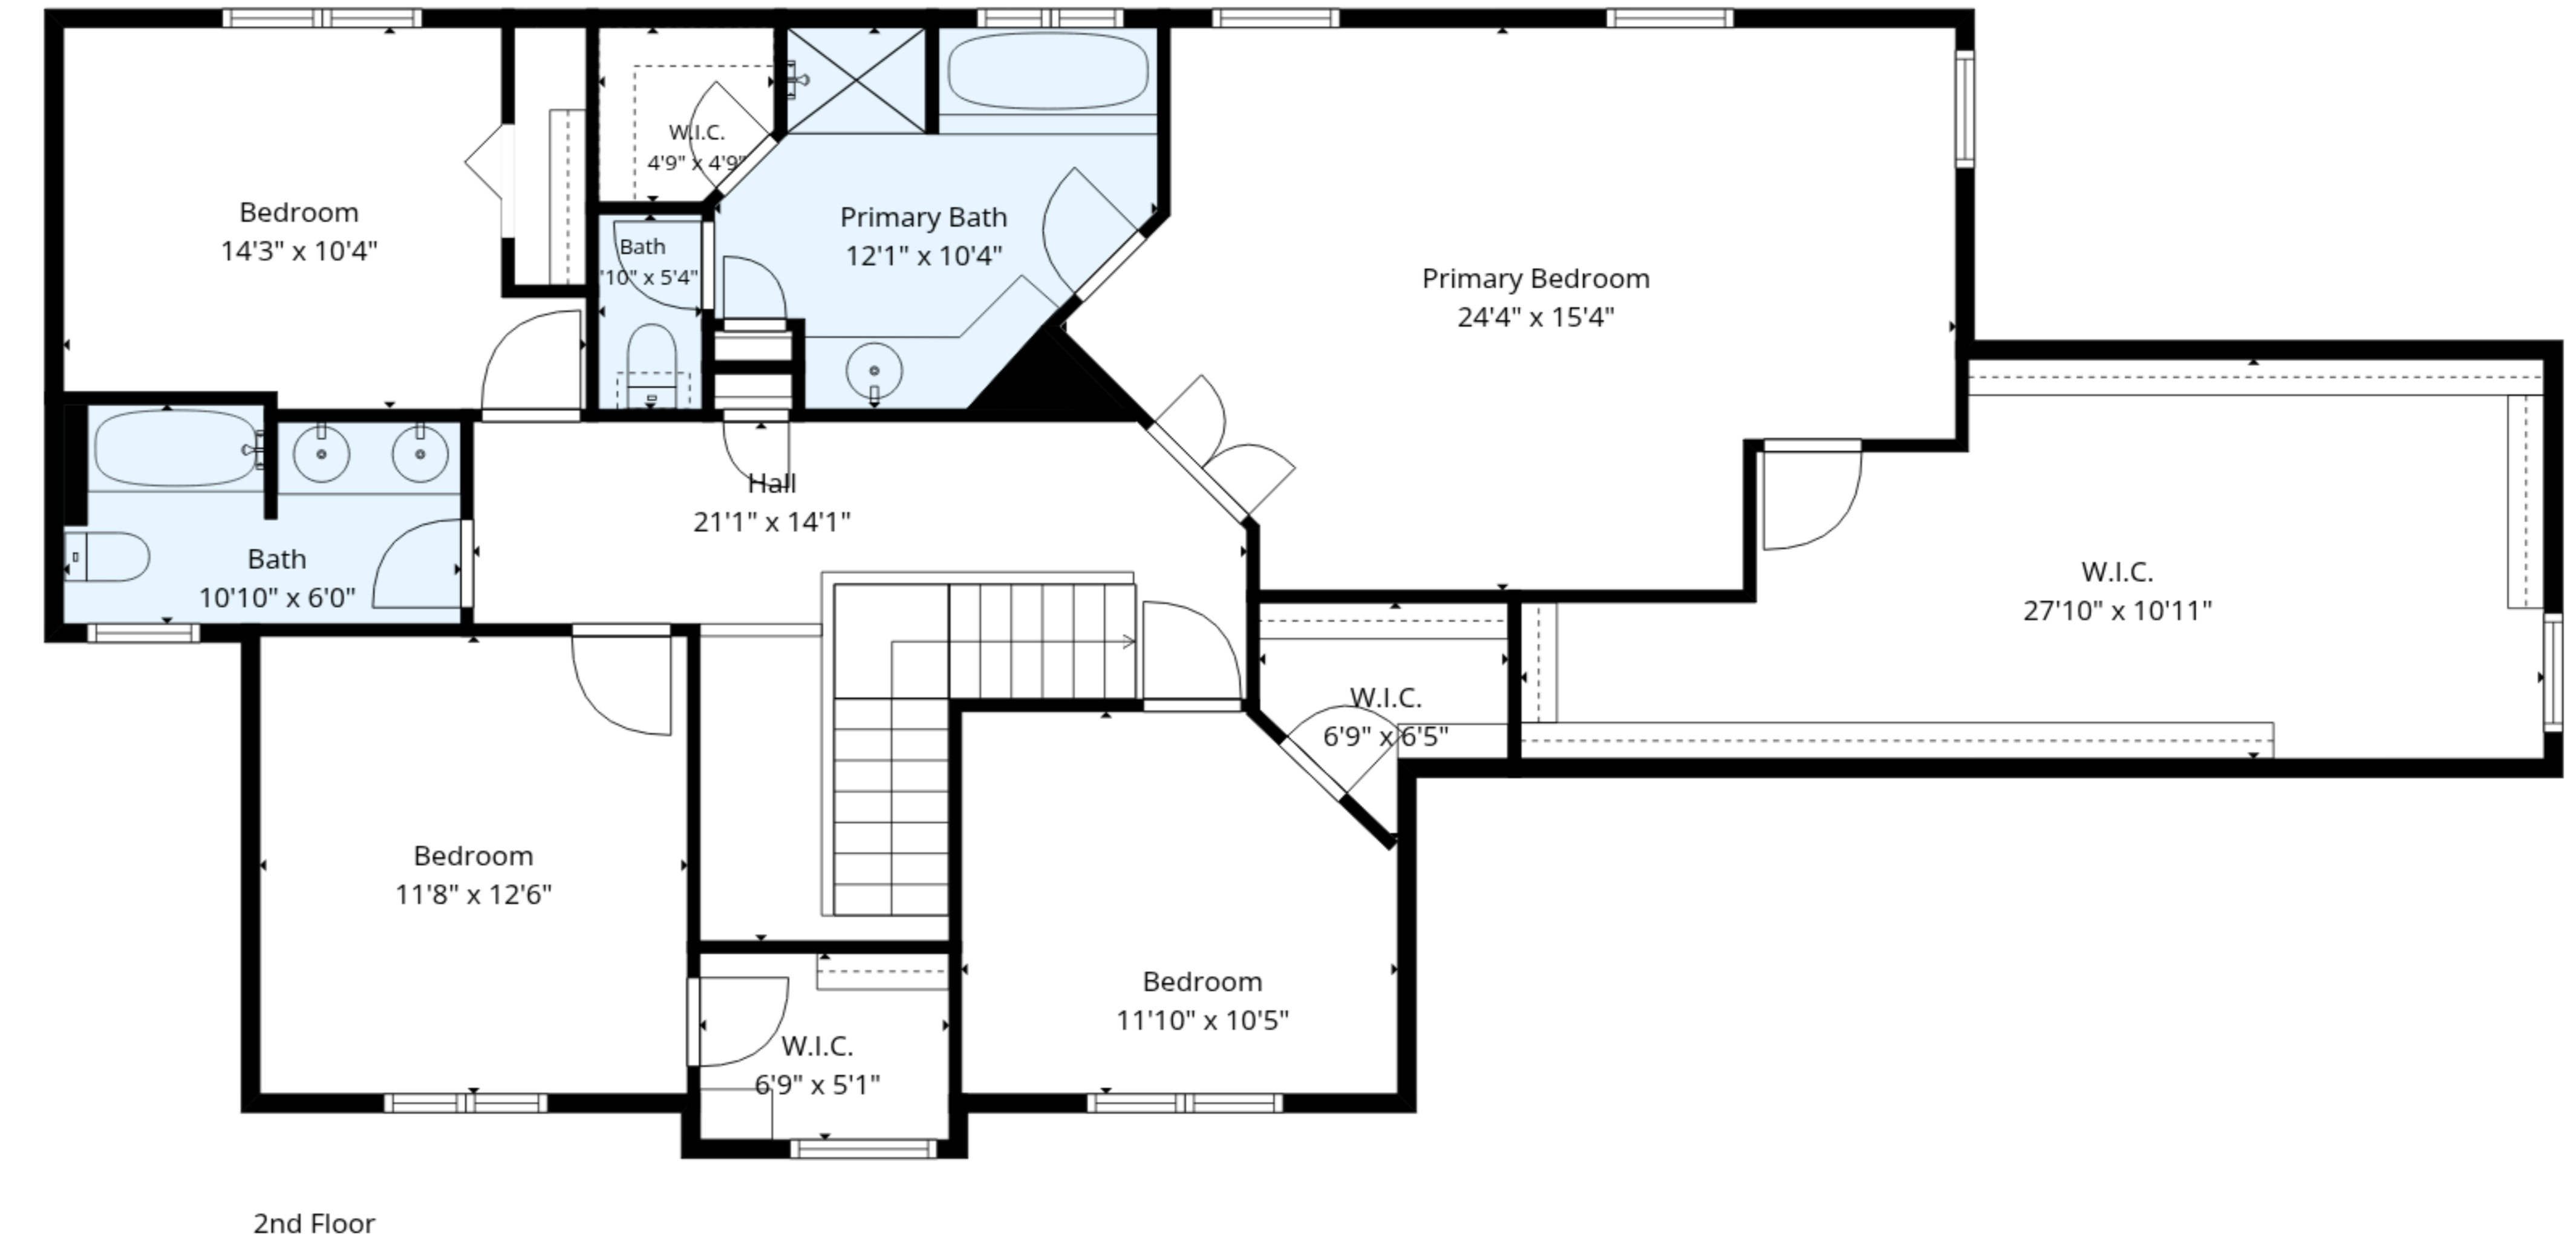 W.I.C.
4'9" x 4'9"
Bedroom
14'3" x 10'4"
Primary Bath
12'1" x 10'4"
Bath
'10" x 5'4"
Primary Bedroom
24'4" x 15'4"
Hall
21'1" x 14'1"
Bath
10'10" x 6'0"
W.I.C.
27'10" x 10'11"
W.I.C.
6'9" x 6'5"
Bedroom
11'8" x 12'6"
Bedroom
11'10" x 10'5"
W.I.C.
6'9" x 5'1"
2nd Floor